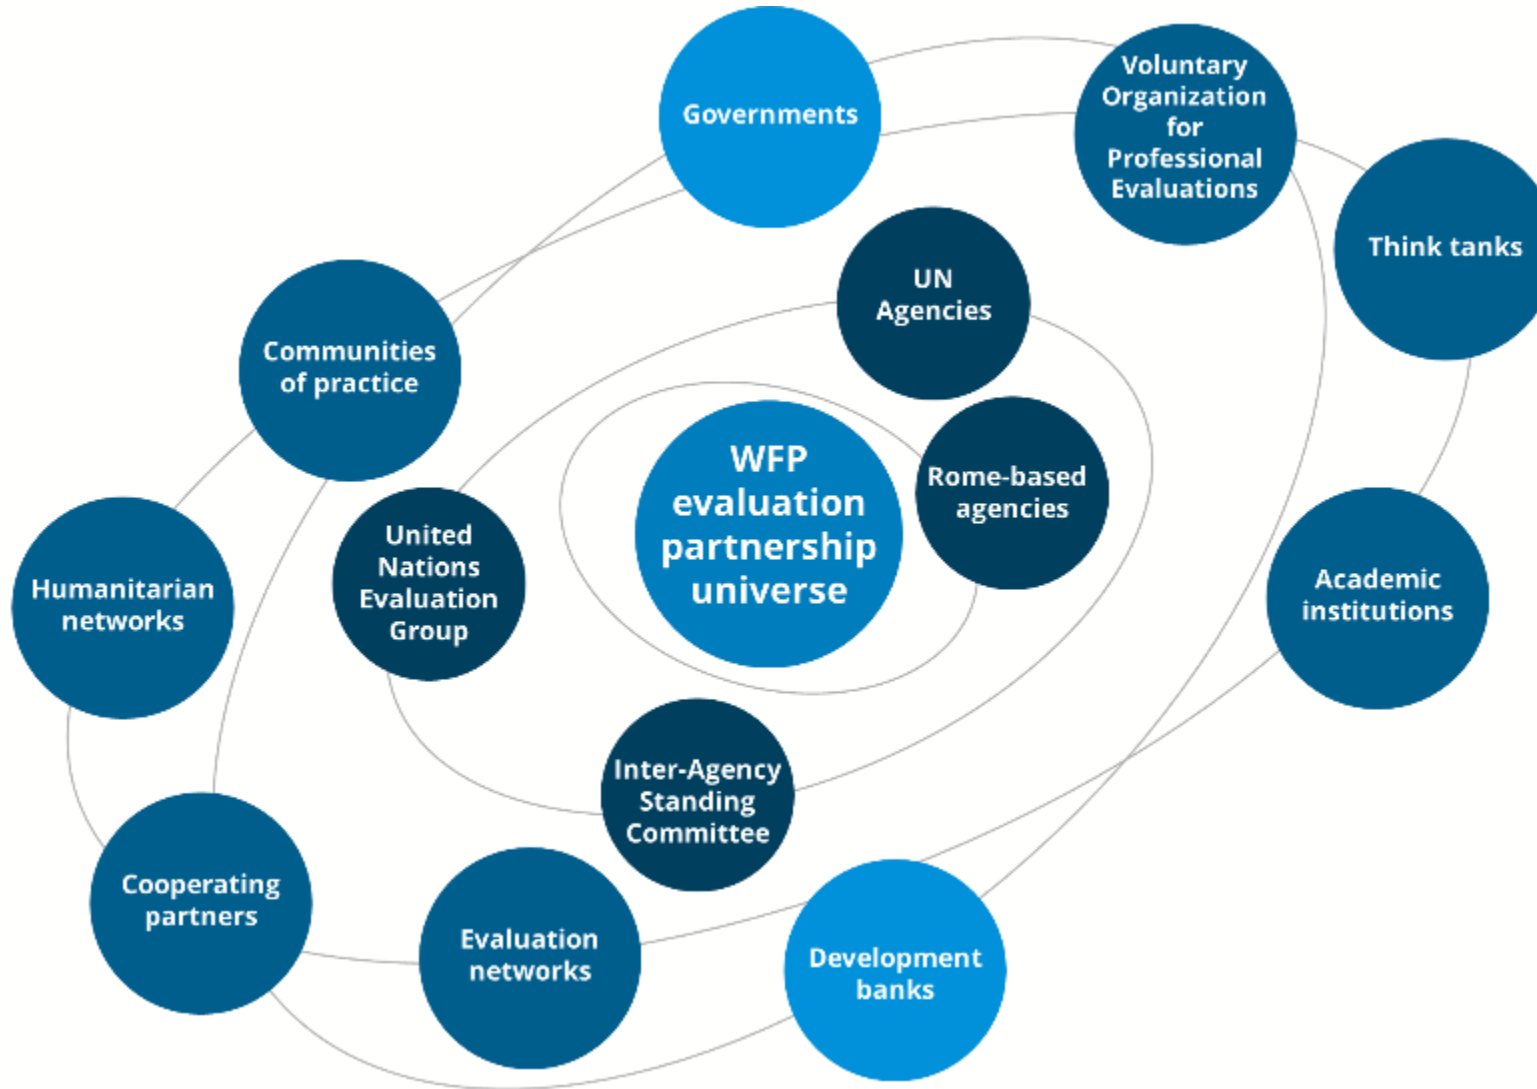 Governments
Voluntary
Organization
for
Professional
Evaluations
Think tanks
UN
Agencies
Communities
of practice
WFP
evaluation
partnership
universe
Rome-based
agencies
United
Nations
Evaluation
Group
Humanitarian
networks
Academic
institutions
Inter-Agency
Standing
Committee
Cooperating
partners
Evaluation
networks
Development
banks